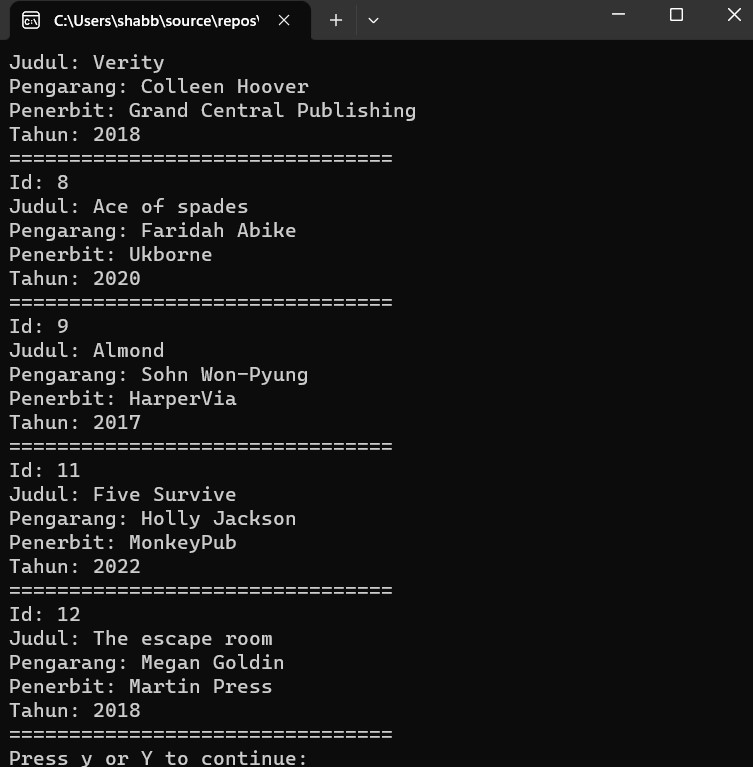 C:\Users\shabb\source\repos\
Judul: Verity
Pengarang: Colleen Hoover
Penerbit: Grand Central Publishing
Tahun: 2018
================================
Id: 8
Judul: Ace of spades
Pengarang: Faridah Abike
Penerbit: Ukborne
Tahun: 2020
================================
Id: 9
Judul: Almond
Pengarang: Sohn Won-Pyung
Penerbit: HarperVia
Tahun: 2017
================================
Id: 11
Judul: Five Survive
Pengarang: Holly Jackson
Penerbit: MonkeyPub
Tahun: 2022
================================
Id: 12
Judul: The escape room
Pengarang: Megan Goldin
Penerbit: Martin Press
Tahun: 2018
================================
Press y or Y to continue: